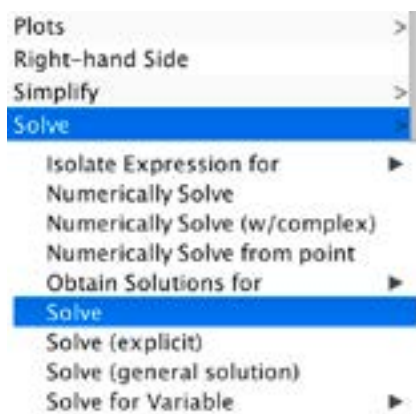 Plots >
Right-hand Side
Simplify >
Solve >
Isolate Expression for ▶
Numerically Solve
Numerically Solve (w/complex)
Numerically Solve from point
Obtain Solutions for ▶
Solve
Solve (explicit)
Solve (general solution)
Solve for Variable ▶